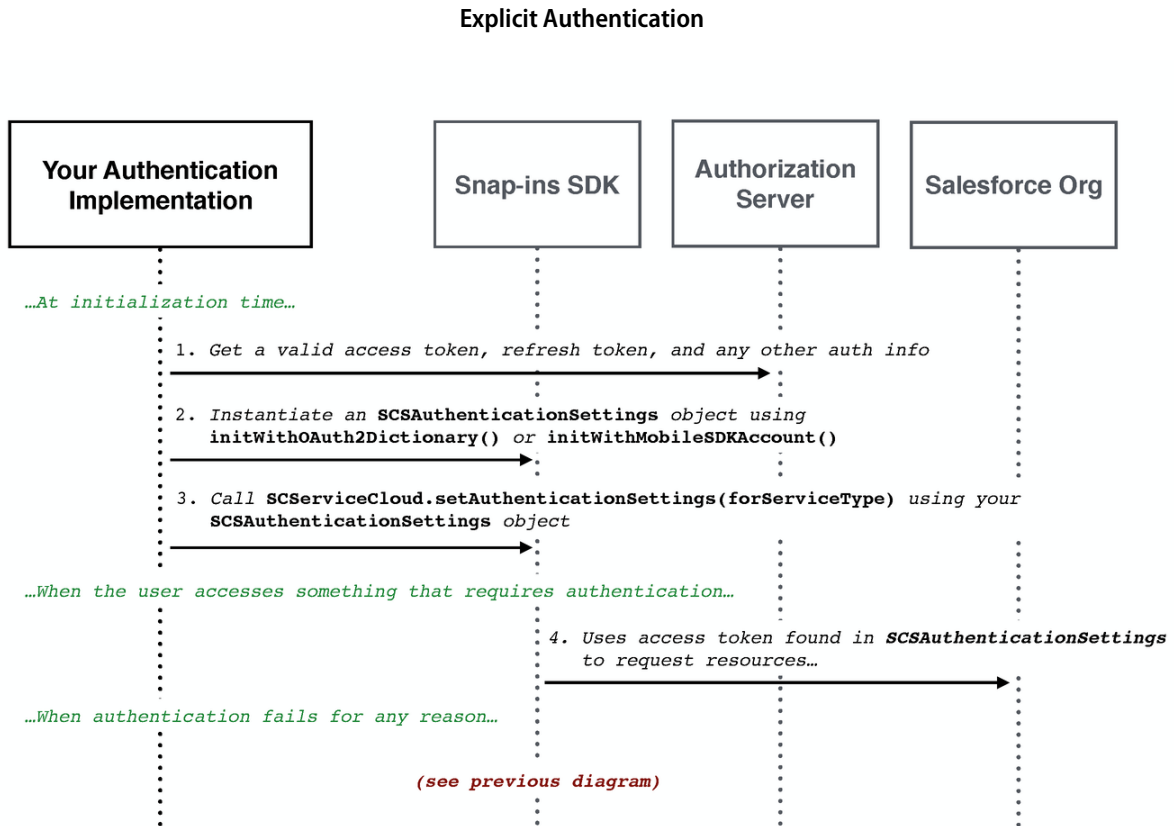 Explicit Authentication
Your Authentication
Implementation
Snap-ins SDK
Authorization
Server
Salesforce Org
…At initialization time…
1. Get a valid access token, refresh token, and any other auth info
2. Instantiate an SCSAuthenticationSettings object using
initWithOAuth2Dictionary() or initWithMobileSDKAccount()
3. Call SCServiceCloud.setAuthenticationSettings(forServiceType) using your
SCSAuthenticationSettings object
…When the user accesses something that requires authentication…
4. Uses access token found in SCSAuthenticationSettings
to request resources…
…When authentication fails for any reason…
(see previous diagram)